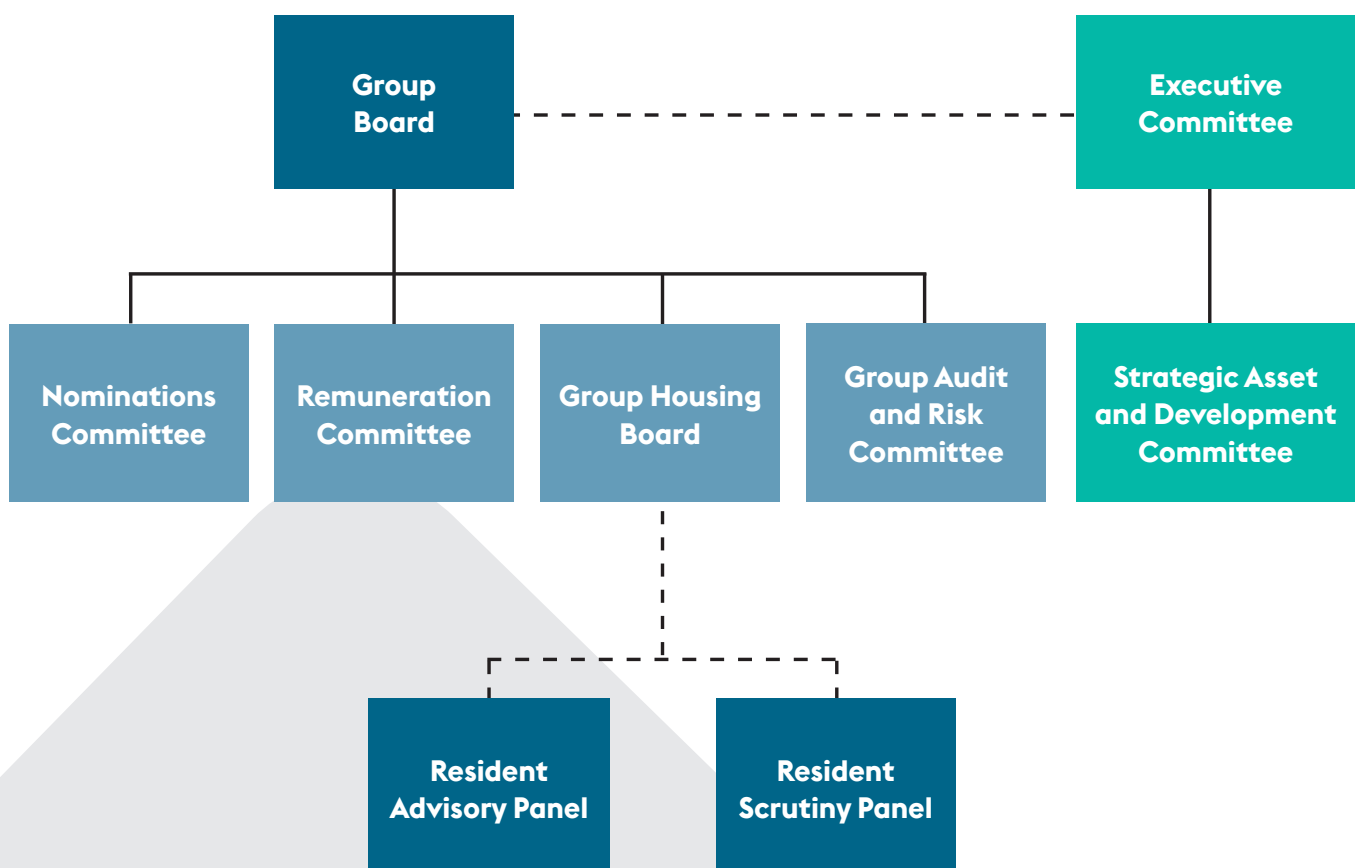 Group
Board
Executive
Committee
Nominations
Committee
Remuneration
Committee
Group Housing
Board
Group Audit
and Risk
Committee
Strategic Asset
and Development
Committee
Resident
Advisory Panel
Resident
Scrutiny Panel